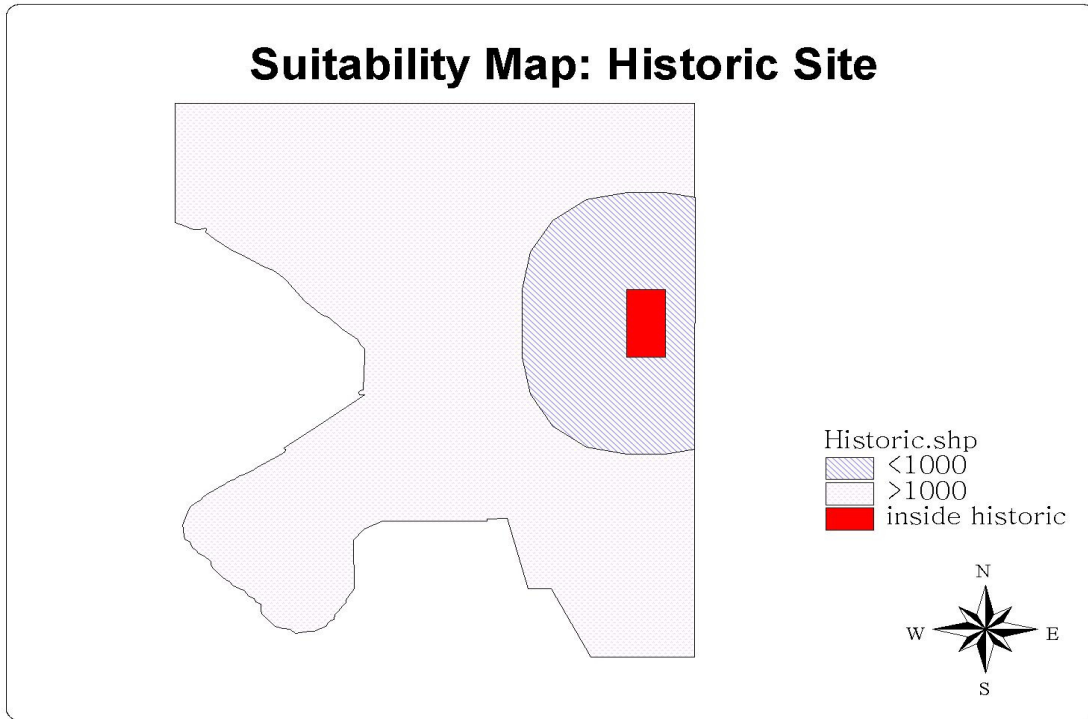 Suitability Map: Historic Site
Historic.shp
<1000
>1000
inside historic
N
W E
S